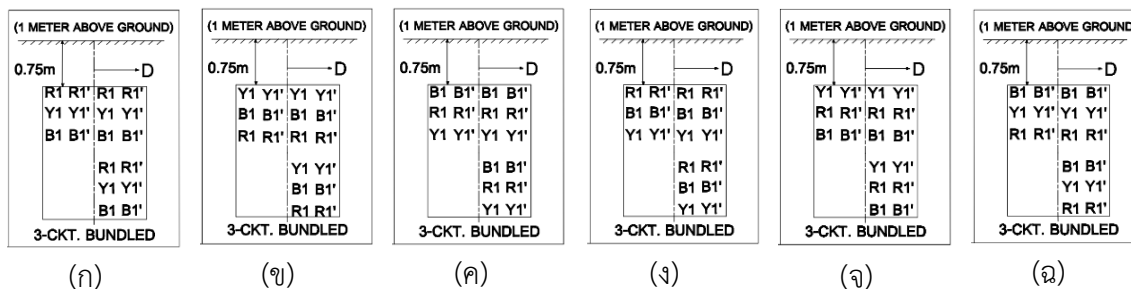 (1 METER ABOVE GROUND)
0.75m
D
R1 R1' R1 R1'
Y1 Y1' Y1 Y1'
B1 B1' B1 B1'
R1 R1'
Y1 Y1'
B1 B1'
3-CKT. BUNDLED
(ก)
(1 METER ABOVE GROUND)
0.75m
D
Y1 Y1' Y1 Y1'
B1 B1' B1 B1'
R1 R1' R1 R1'
Y1 Y1'
B1 B1'
R1 R1'
3-CKT. BUNDLED
(ข)
(1 METER ABOVE GROUND)
0.75m
D
B1 B1' B1 B1'
R1 R1' R1 R1'
Y1 Y1' Y1 Y1'
B1 B1'
R1 R1'
Y1 Y1'
3-CKT. BUNDLED
(ค)
(1 METER ABOVE GROUND)
0.75m
D
R1 R1' R1 R1'
B1 B1' B1 B1'
Y1 Y1' Y1 Y1'
R1 R1'
B1 B1'
Y1 Y1'
3-CKT. BUNDLED
(ง)
(1 METER ABOVE GROUND)
0.75m
D
Y1 Y1' Y1 Y1'
R1 R1' R1 R1'
B1 B1' B1 B1'
Y1 Y1'
R1 R1'
B1 B1'
3-CKT. BUNDLED
(จ)
(1 METER ABOVE GROUND)
0.75m
D
B1 B1' B1 B1'
Y1 Y1' Y1 Y1'
R1 R1' R1 R1'
B1 B1'
Y1 Y1'
R1 R1'
3-CKT. BUNDLED
(ฉ)